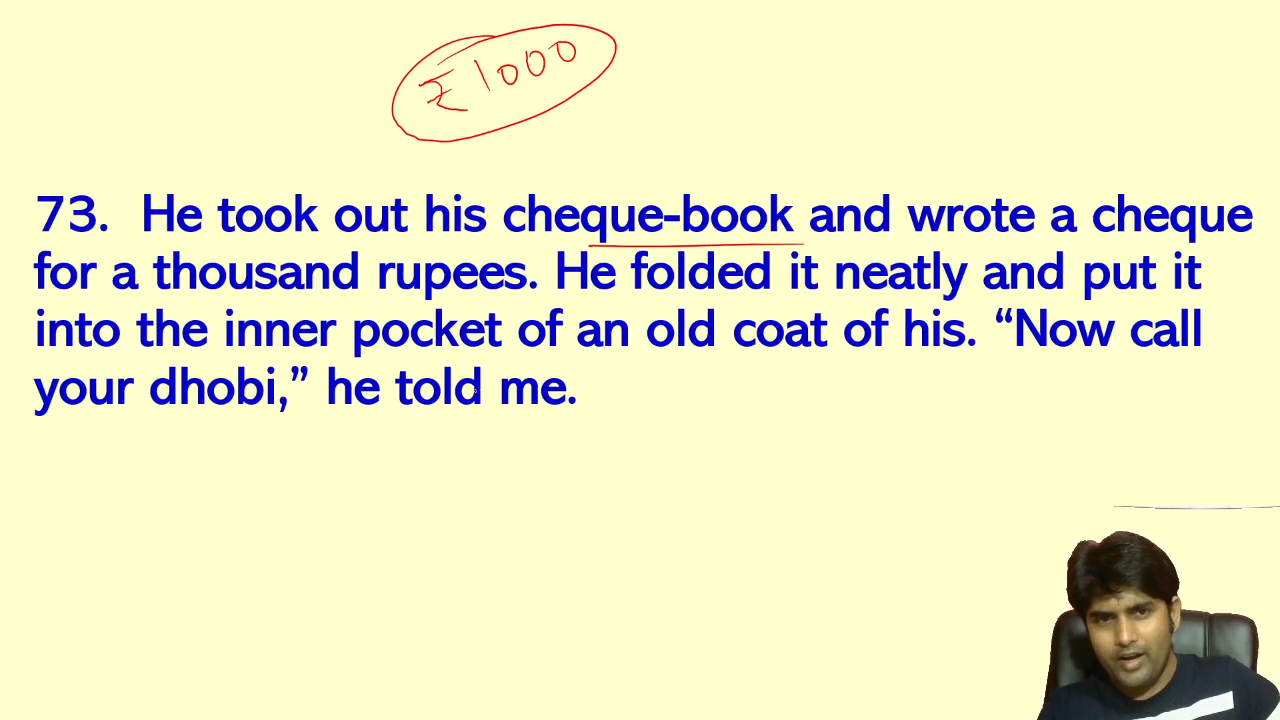 ₹1000
73. He took out his cheque-book and wrote a cheque
for a thousand rupees. He folded it neatly and put it
into the inner pocket of an old coat of his. “Now call
your dhobi,” he told me.